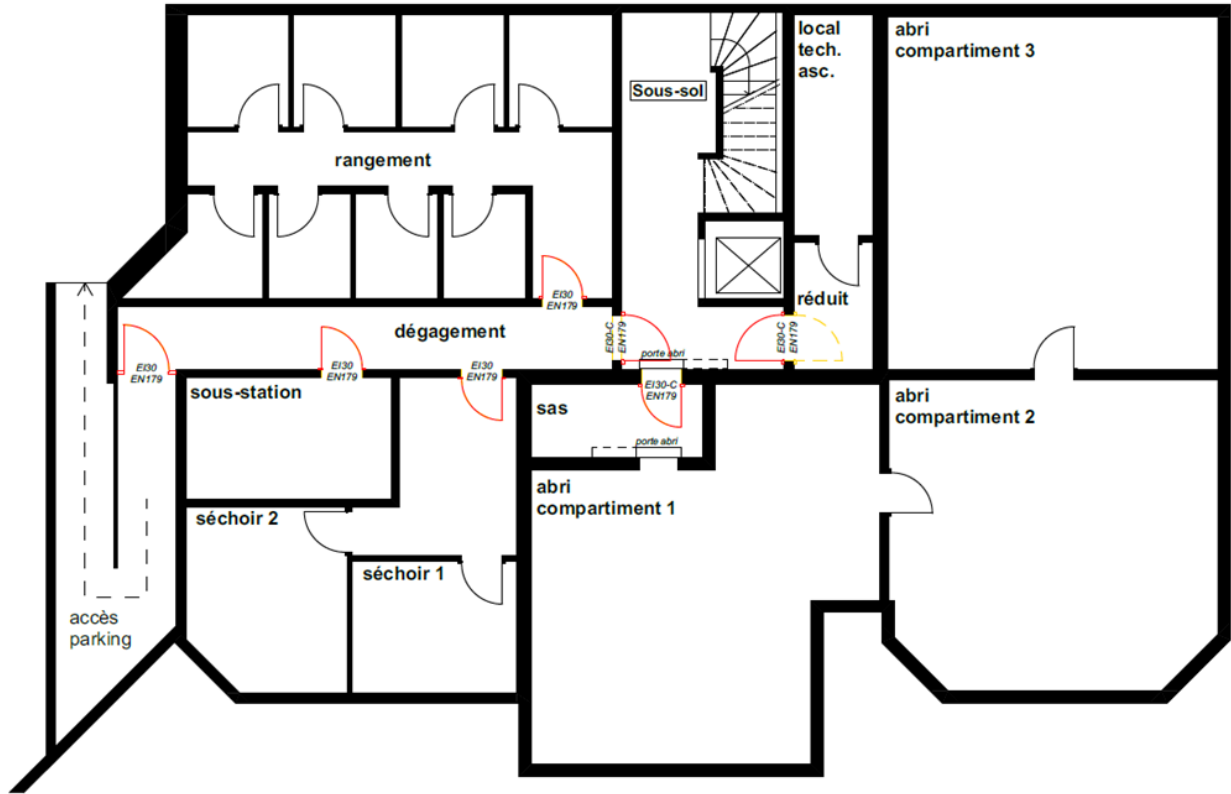 local
tech.
asc.
abri
compartiment 3
Sous-sol
rangement
EI30
EN179
réduit
dégagement
EI30-C
EN179
EI30-C
EN179
EI30
EN179
EI30
EN179
EI30
EN179
porte abri
EI30-C
EN179
sous-station
sas
abri
compartiment 2
porte abri
abri
compartiment 1
séchoir 2
séchoir 1
accès
parking